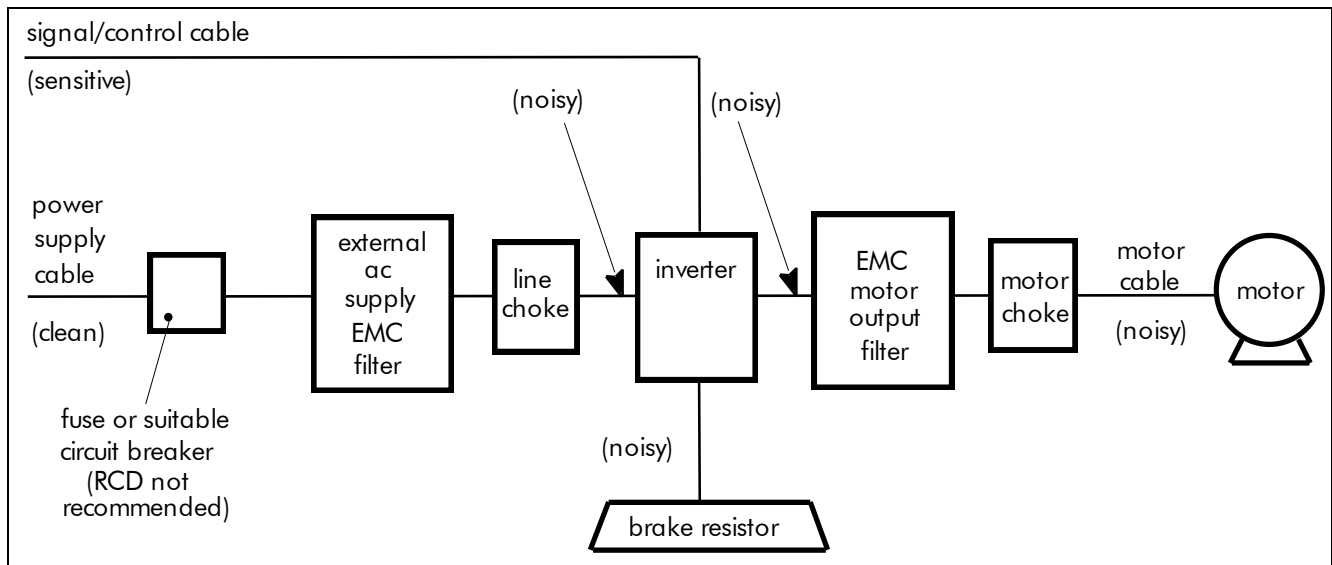 signal/control cable
(sensitive)
(noisy)
(noisy)
power
supply
cable
(clean)
fuse or suitable
circuit breaker
(RCD not
recommended)
external
ac
supply
EMC
filter
line
choke
inverter
(noisy)
brake resistor
EMC
motor
output
filter
motor
choke
motor
cable
(noisy)
motor